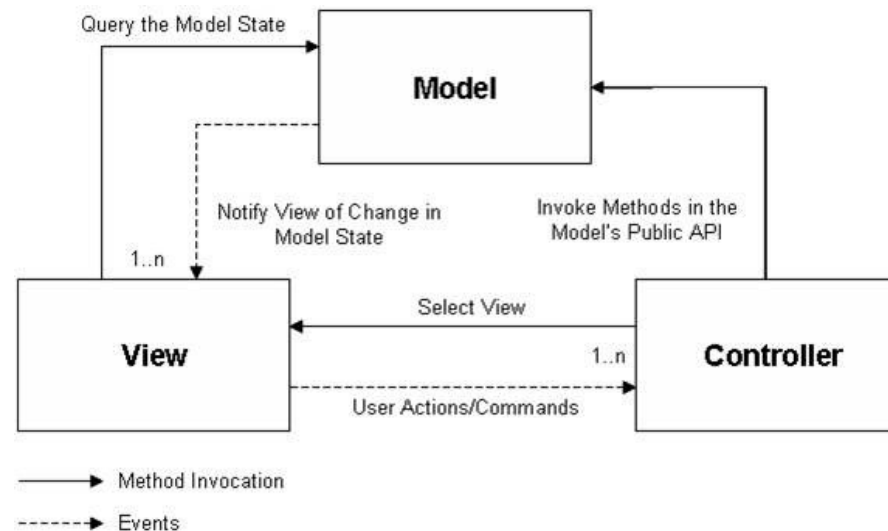 Query the Model State
Model
Notify View of Change in
Model State
Invoke Methods in the
Model's Public API
1..n
Select View
View
1..n
Controller
User Actions/Commands
Method Invocation
Events